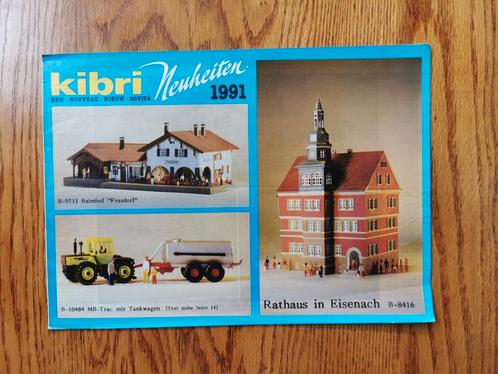 kibri Neuheiten
NEU · NOUVEAU · NIEUW · NOVITA
1991
B-9533 Bahnhof "Frasdorf"
B-10484 MB-Trac mit Tankwagen (Text siehe Seite 14)
Rathaus in Eisenach B-8416